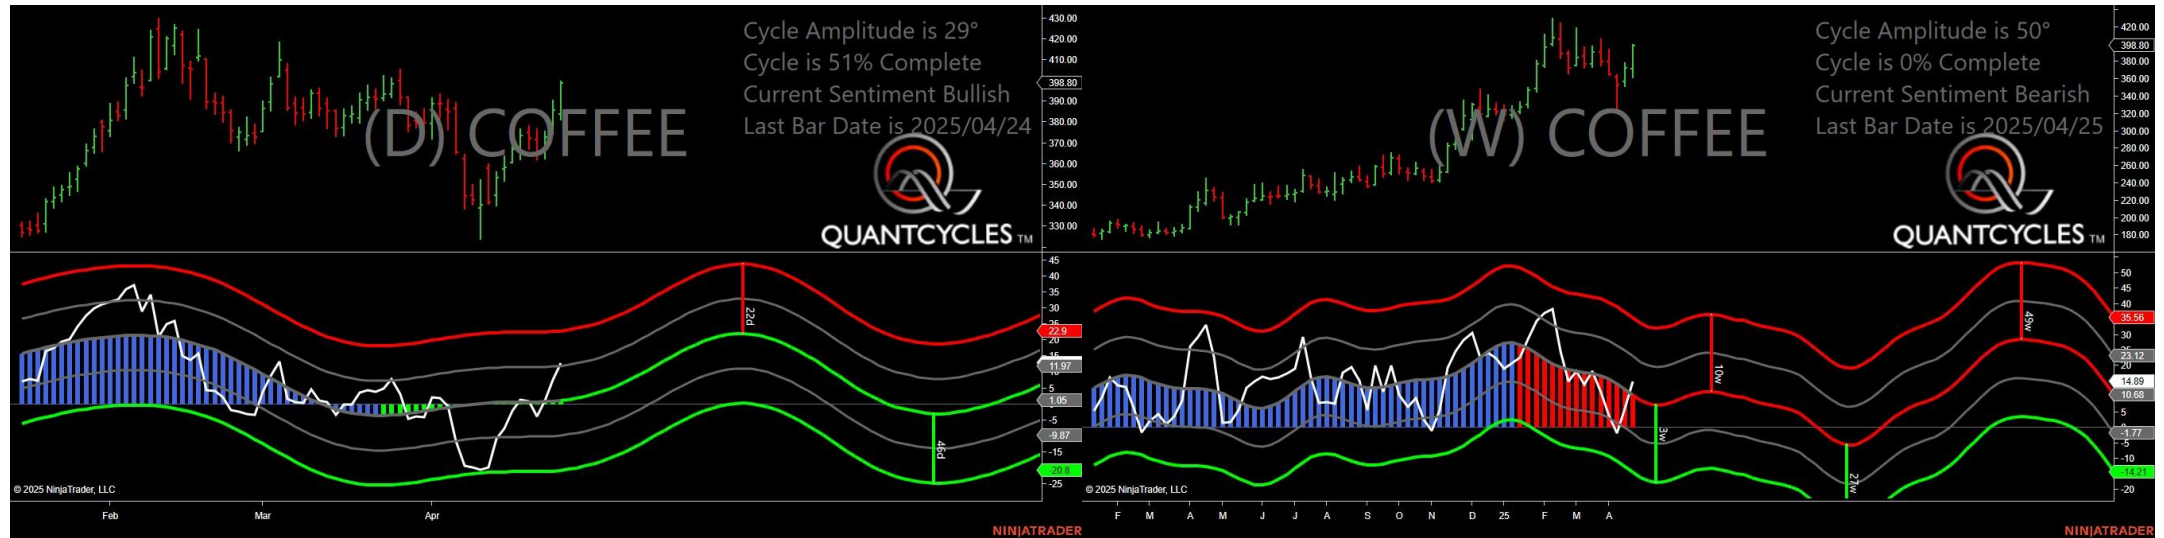 Cycle Amplitude is 29°
Cycle is 51% Complete
Current Sentiment Bullish
Last Bar Date is 2025/04/24
(D) COFFEE
QUANTCYCLES TM
430.00
420.00
410.00
398.80
390.00
380.00
370.00
360.00
350.00
340.00
330.00
45
40
35
30
25
22.9
15
11.97
5
1.05
-5
-9.87
-15
-20.8
-25
22d
46d
© 2025 NinjaTrader, LLC
Feb
Mar
Apr
NINJATRADER
Cycle Amplitude is 50°
Cycle is 0% Complete
Current Sentiment Bearish
Last Bar Date is 2025/04/25
(W) COFFEE
QUANTCYCLES TM
420.00
398.80
380.00
360.00
340.00
320.00
300.00
280.00
260.00
240.00
220.00
200.00
180.00
50
45
40
35.56
30
23.12
20
14.89
10.68
5
-1.77
-5
-10
-14.21
-20
3w
10w
27w
49w
© 2025 NinjaTrader, LLC
F
M
A
M
J
J
A
S
O
N
D
25
F
M
A
NINJATRADER